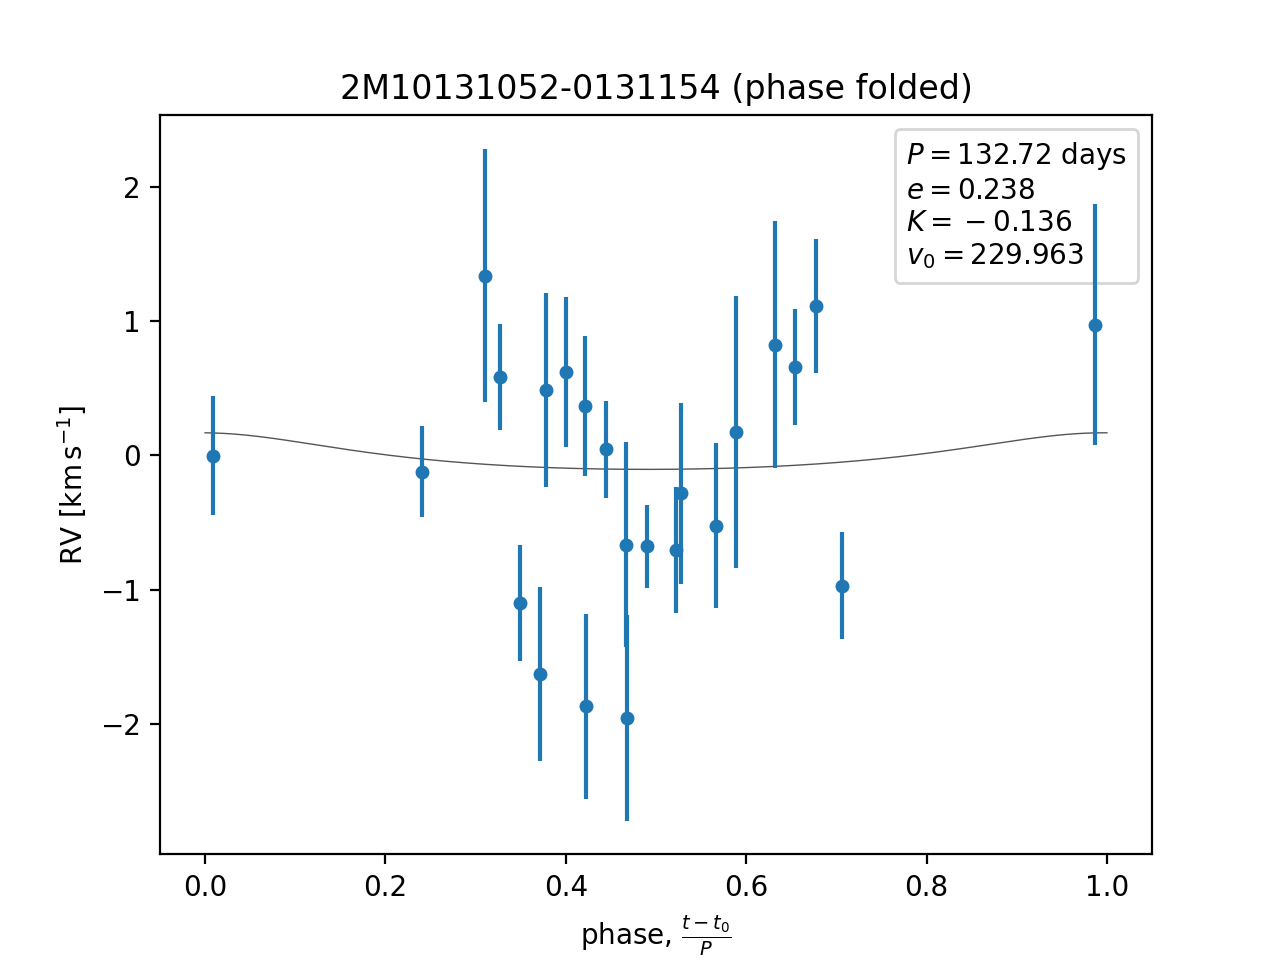 2M10131052-0131154 (phase folded)
P = 132.72 days
e = 0.238
K = −0.136
v₀ = 229.963
2
1
0
−1
−2
RV [km s⁻¹]
0.0 0.2 0.4 0.6 0.8 1.0
phase, (t − t₀)/P